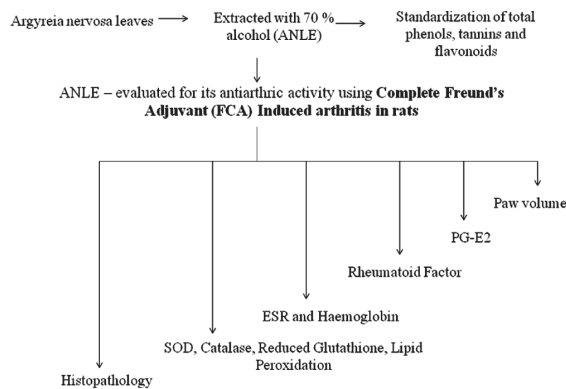 Argyreia nervosa leaves
Extracted with 70 %
alcohol (ANLE)
Standardization of total
phenols, tannins and
flavonoids
ANLE – evaluated for its antiarthric activity using Complete Freund's
Adjuvant (FCA) Induced arthritis in rats
Paw volume
PG-E2
Rheumatoid Factor
ESR and Haemoglobin
SOD, Catalase, Reduced Glutathione, Lipid
Peroxidation
Histopathology